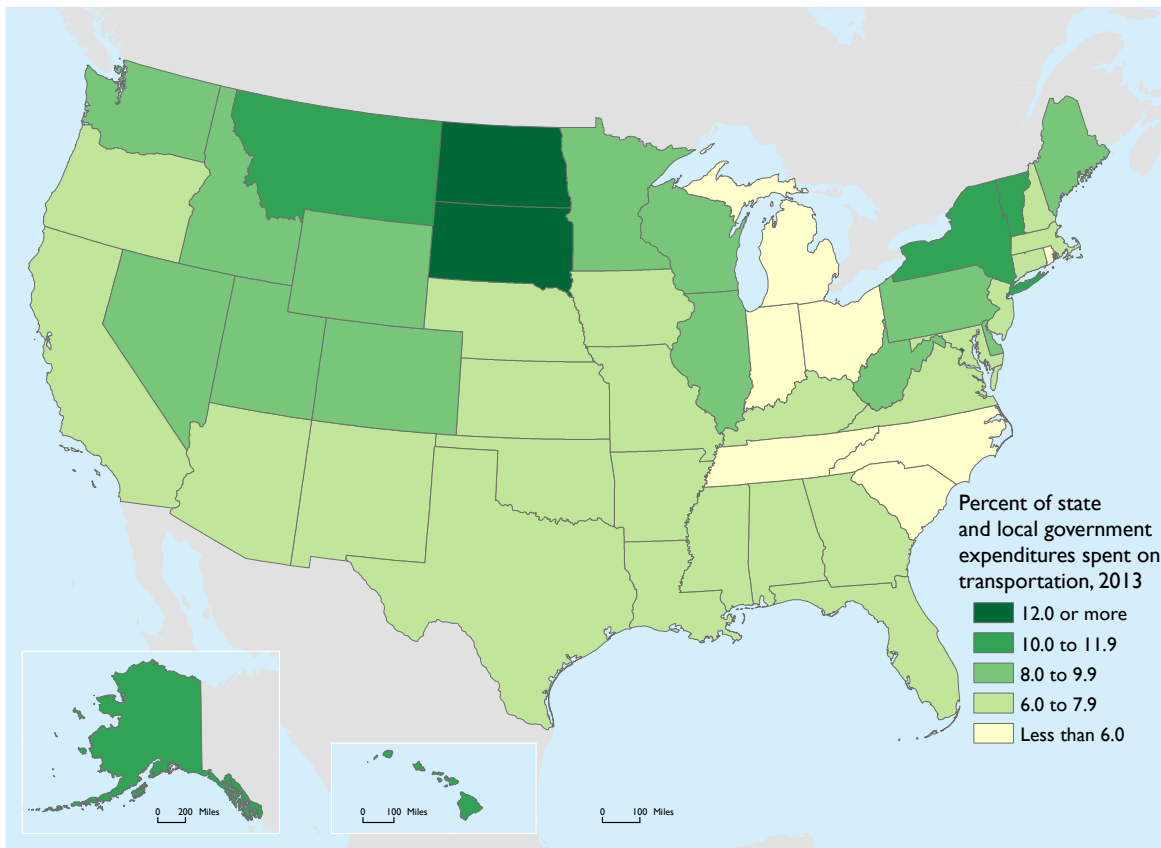 Percent of state
and local government
expenditures spent on
transportation, 2013
12.0 or more
10.0 to 11.9
8.0 to 9.9
6.0 to 7.9
Less than 6.0
0 200 Miles
0 100 Miles
0 100 Miles